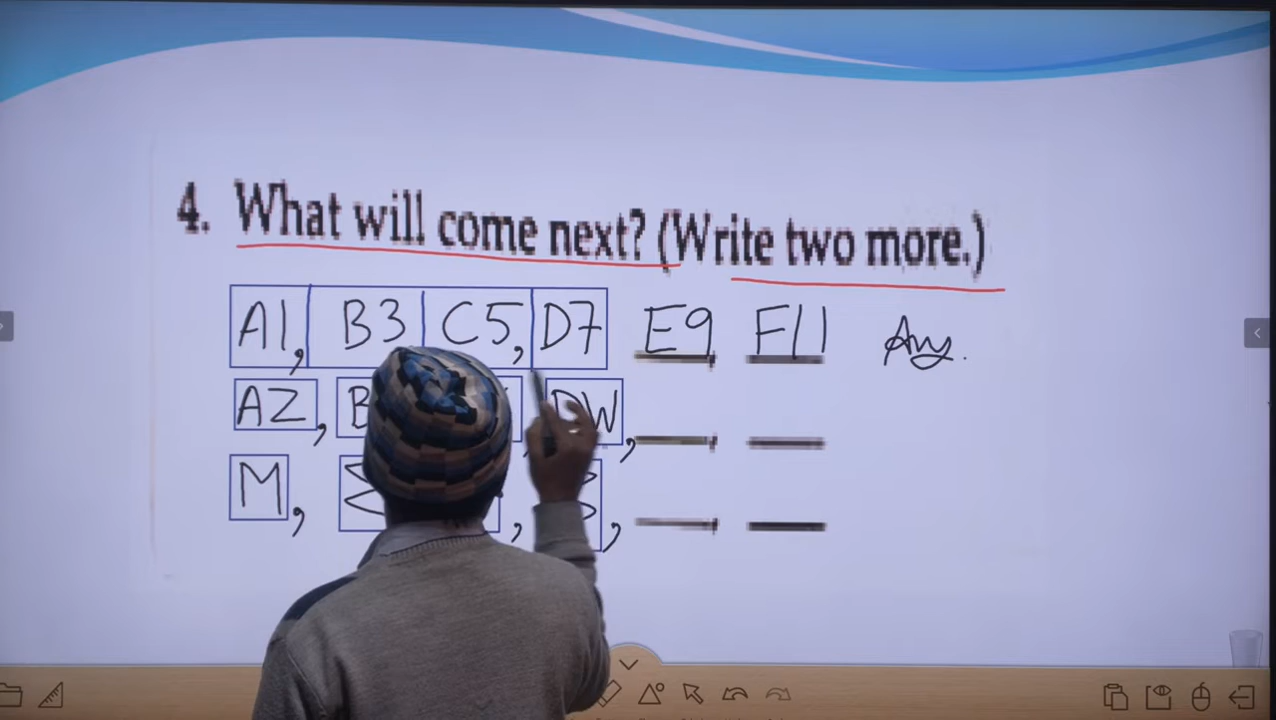 4. What will come next? (Write two more.)
A1, B3 C5, D7 E9 F11 Ans.
AZ, B DW,
M,